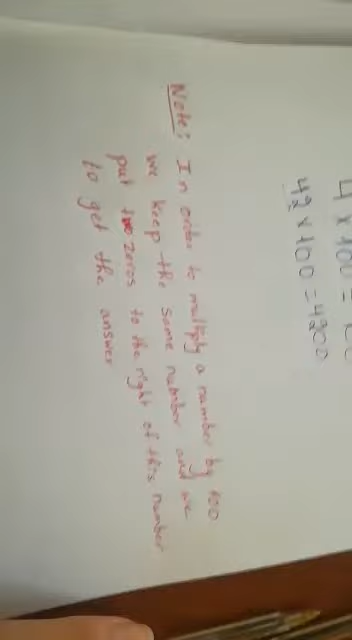 4 x 100 =
42 x 100 = 4200
Note: In order to multiply a number by 100
we keep the same number and we
put two zeros to the right of this number
to get the answer